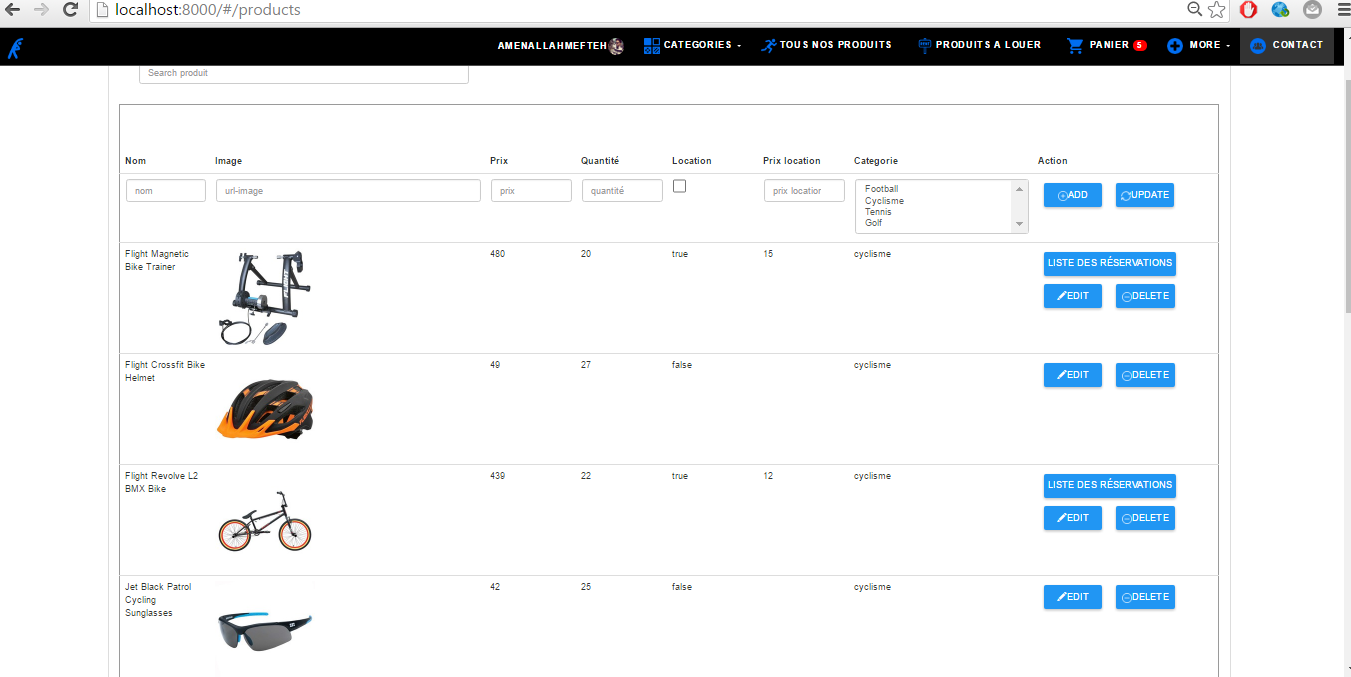 localhost:8000/#/products
AMENALLAHMEFTEH CATEGORIES TOUS NOS PRODUITS PRODUITS A LOUER PANIER 5 MORE CONTACT
Search produit
Nom Image Prix Quantité Location Prix location Categorie Action
nom url-image prix quantité prix location Football ADD UPDATE
Cyclisme
Tennis
Golf
Flight Magnetic 480 20 true 15 cyclisme LISTE DES RÉSERVATIONS
Bike Trainer
EDIT DELETE
Flight Crossfit Bike 49 27 false cyclisme EDIT DELETE
Helmet
FLIGHT
Flight Revolve L2 439 22 true 12 cyclisme LISTE DES RÉSERVATIONS
BMX Bike
EDIT DELETE
Jet Black Patrol 42 25 false cyclisme EDIT DELETE
Cycling
Sunglasses